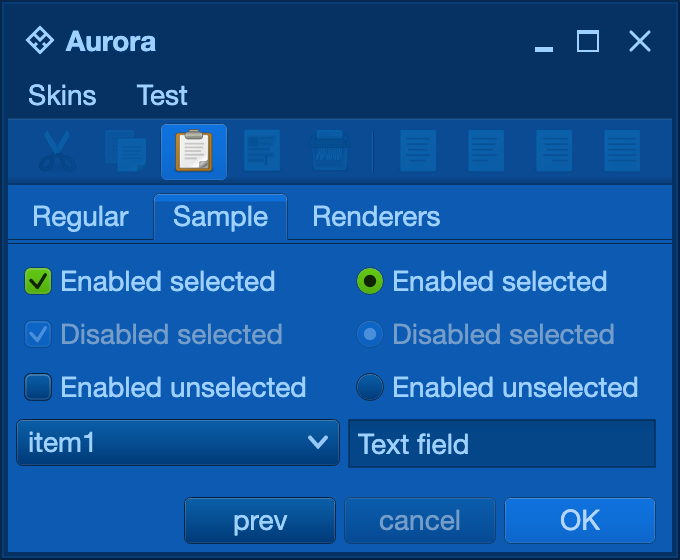 Aurora
Skins Test
Regular Sample Renderers
Enabled selected Enabled selected
Disabled selected Disabled selected
Enabled unselected Enabled unselected
item1 Text field
prev cancel OK